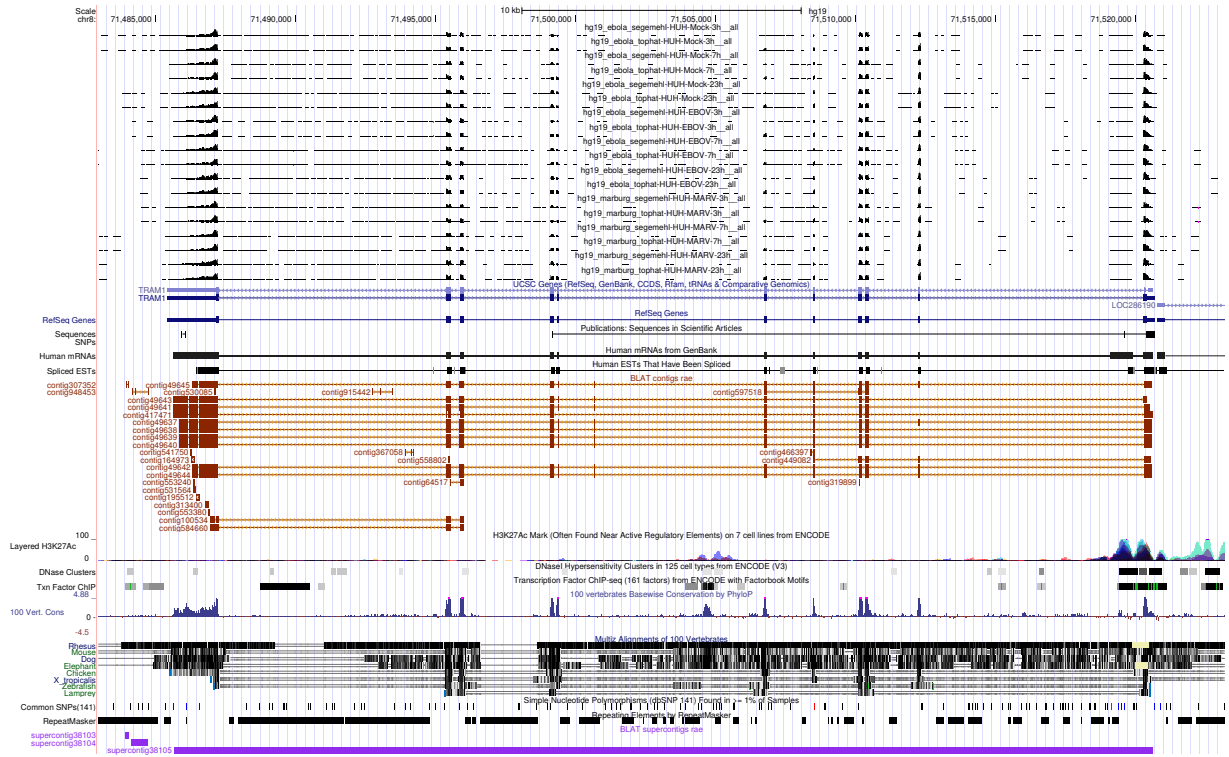 Scale 10 kb hg19
chr8: 71,485,000 71,490,000 71,495,000 71,500,000 71,505,000 71,510,000 71,515,000 71,520,000
hg19_ebola_segemehl-HUH-Mock-3h__all
hg19_ebola_tophat-HUH-Mock-3h__all
hg19_ebola_segemehl-HUH-Mock-7h__all
hg19_ebola_tophat-HUH-Mock-7h__all
hg19_ebola_segemehl-HUH-Mock-23h__all
hg19_ebola_tophat-HUH-Mock-23h__all
hg19_ebola_segemehl-HUH-EBOV-3h__all
hg19_ebola_tophat-HUH-EBOV-3h__all
hg19_ebola_segemehl-HUH-EBOV-7h__all
hg19_ebola_tophat-HUH-EBOV-7h__all
hg19_ebola_segemehl-HUH-EBOV-23h__all
hg19_ebola_tophat-HUH-EBOV-23h__all
hg19_marburg_segemehl-HUH-MARV-3h__all
hg19_marburg_tophat-HUH-MARV-3h__all
hg19_marburg_segemehl-HUH-MARV-7h__all
hg19_marburg_tophat-HUH-MARV-7h__all
hg19_marburg_segemehl-HUH-MARV-23h__all
hg19_marburg_tophat-HUH-MARV-23h__all
UCSC Genes (RefSeq, GenBank, CCDS, Rfam, tRNAs & Comparative Genomics)
TRAM1
TRAM1
LOC286190
RefSeq Genes
RefSeq Genes
Publications: Sequences in Scientific Articles
Sequences
SNPs
Human mRNAs from GenBank
Human mRNAs
Human ESTs That Have Been Spliced
Spliced ESTs
BLAT contigs rae
contig307352 contig49645
contig948453 contig530085 contig915442 contig597518
contig49643
contig49641
contig417471
contig49637
contig49638
contig49639
contig49640
contig541750 contig367058 contig466397
contig164973 contig558802 contig449082
contig49642
contig49644
contig553240 contig64517 contig319899
contig531564
contig195512
contig313400
contig553380
contig100534
contig584660
H3K27Ac Mark (Often Found Near Active Regulatory Elements) on 7 cell lines from ENCODE
100
Layered H3K27Ac
0
DNaseI Hypersensitivity Clusters in 125 cell types from ENCODE (V3)
DNase Clusters
Transcription Factor ChIP-seq (161 factors) from ENCODE with Factorbook Motifs
Txn Factor ChIP
100 vertebrates Basewise Conservation by PhyloP
4.88
100 Vert. Cons
0
-4.5
Multiz Alignments of 100 Vertebrates
Rhesus
Mouse
Dog
Elephant
Chicken
X_tropicalis
Zebrafish
Lamprey
Simple Nucleotide Polymorphisms (dbSNP 141) Found in >= 1% of Samples
Common SNPs(141)
Repeating Elements by RepeatMasker
RepeatMasker
BLAT supercontigs rae
supercontig38103
supercontig38104
supercontig38105